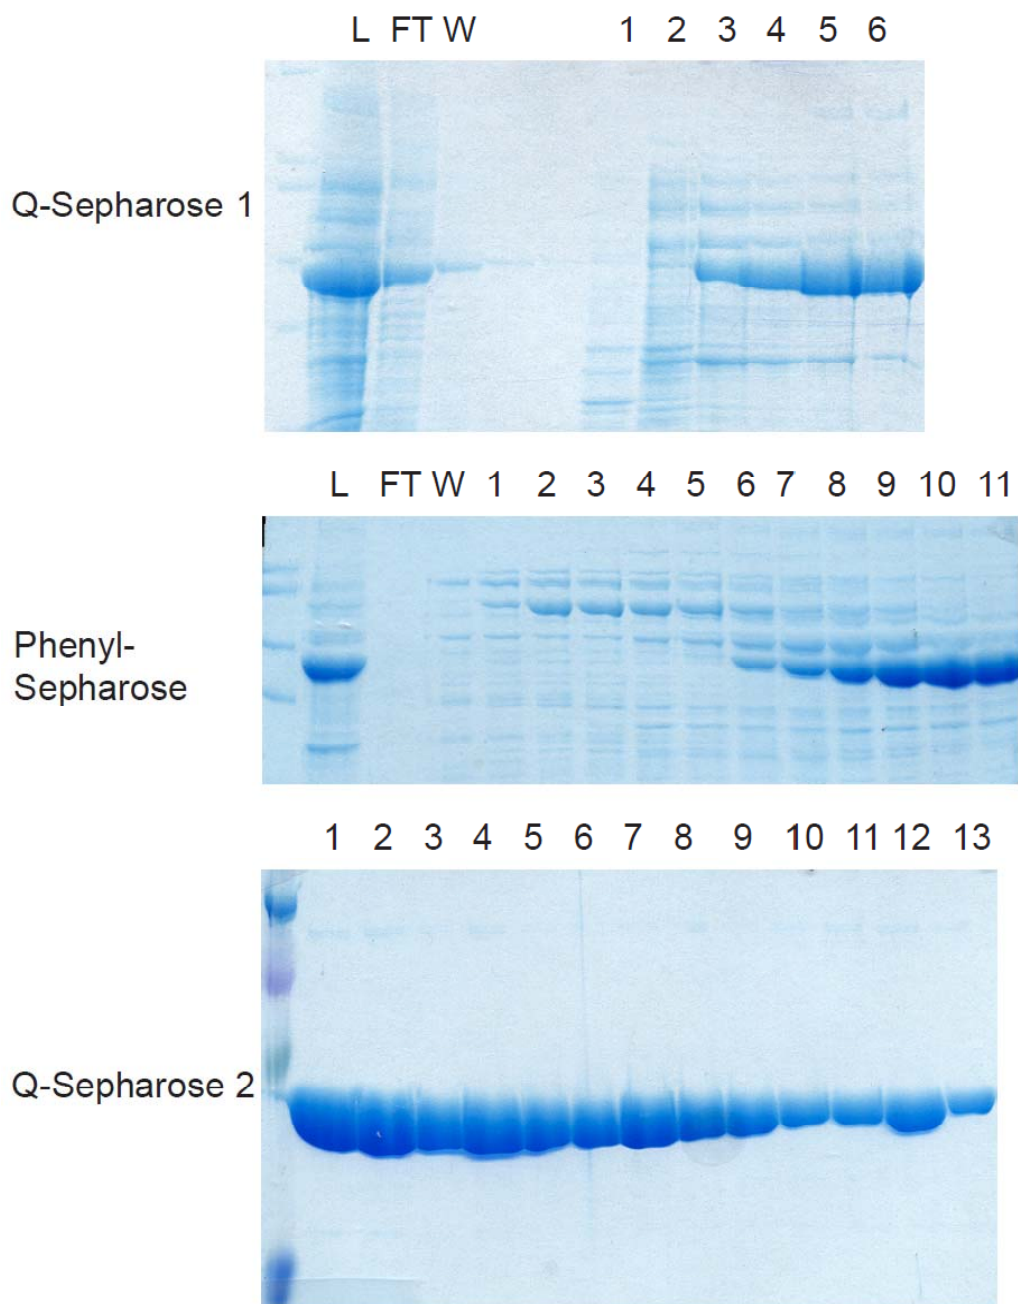 L FT W 1 2 3 4 5 6
Q-Sepharose 1
L FT W 1 2 3 4 5 6 7 8 9 10 11
Phenyl-
Sepharose
1 2 3 4 5 6 7 8 9 10 11 12 13
Q-Sepharose 2